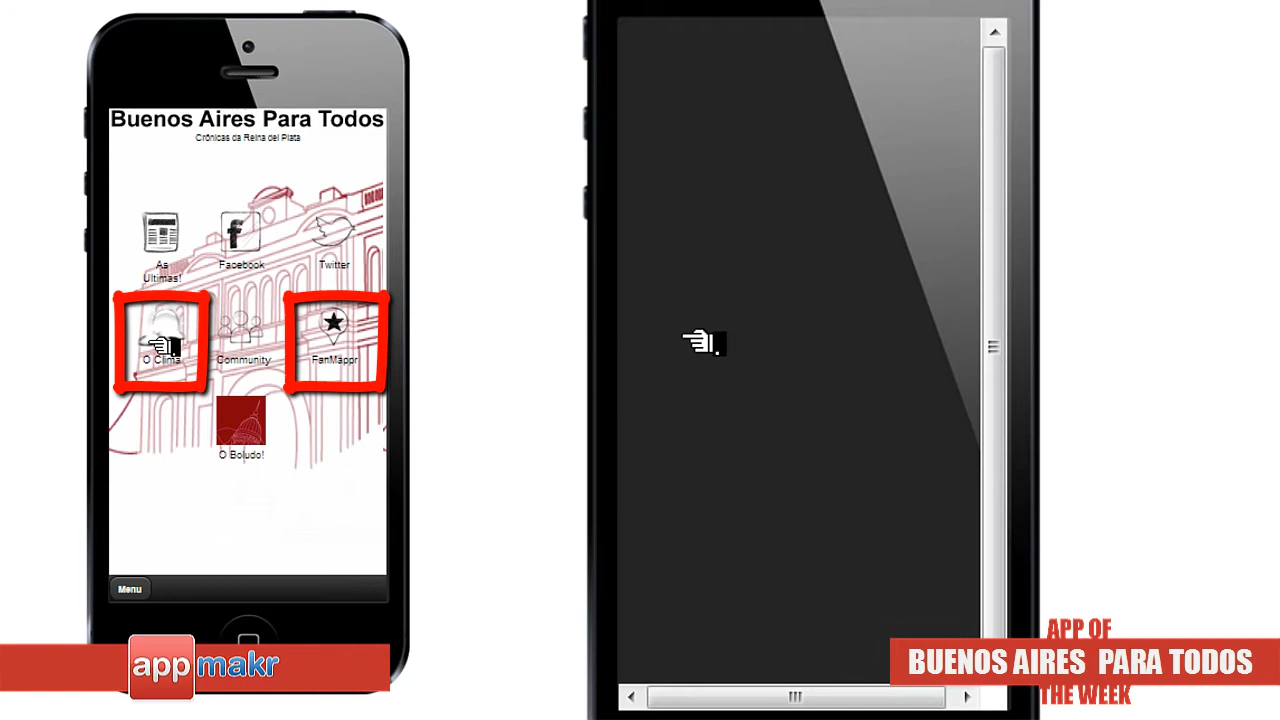 Buenos Aires Para Todos
Crônicas da Reina del Plata
As
Ultimas!
Facebook
Twitter
O Clima
Community
FanMappr
O Boludo!
Menu
appmakr
APP OF
BUENOS AIRES PARA TODOS
THE WEEK